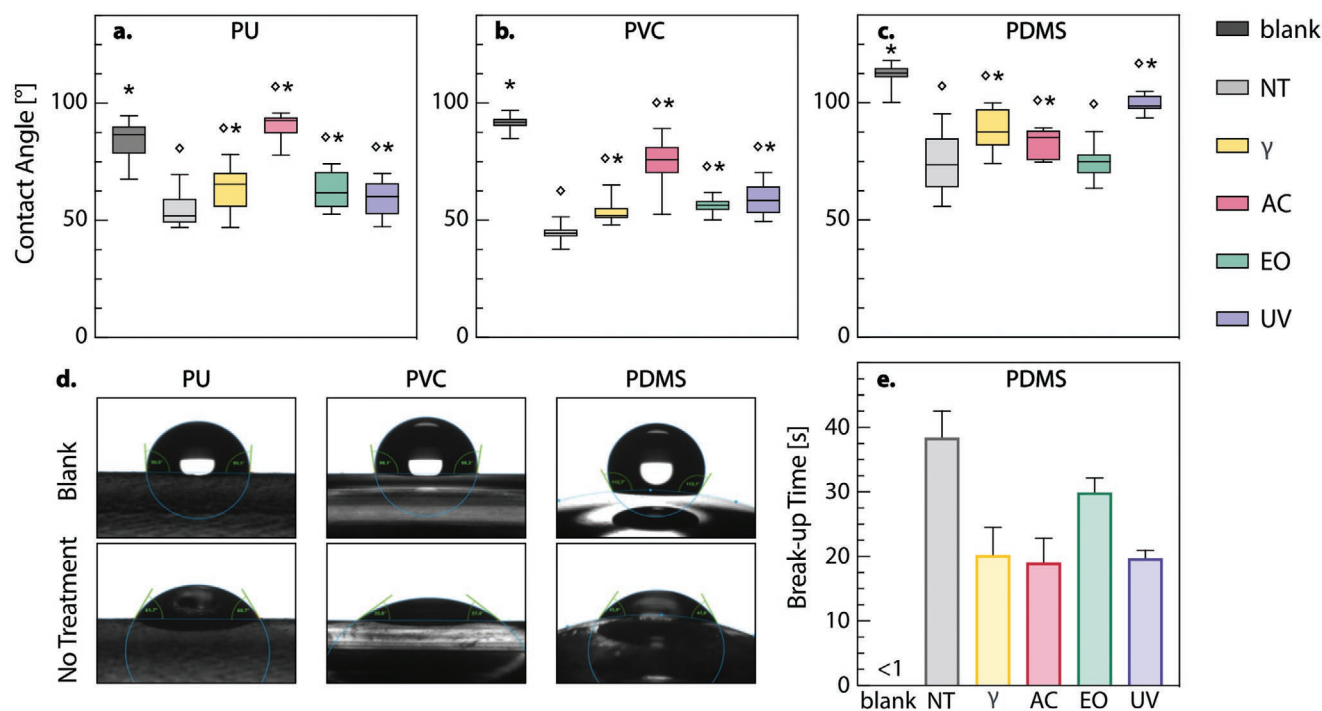 a. PU
b. PVC
c. PDMS
Contact Angle [°]
100
50
0
100
50
0
100
50
0
* ◇ ◇* ◇* ◇* ◇*
* ◇ ◇* ◇* ◇* ◇*
* ◇ ◇* ◇* ◇ ◇*
blank
NT
γ
AC
EO
UV
d. PU PVC PDMS
Blank
No Treatment
e. PDMS
Break-up Time [s]
40
30
20
10
0
<1
blank NT γ AC EO UV